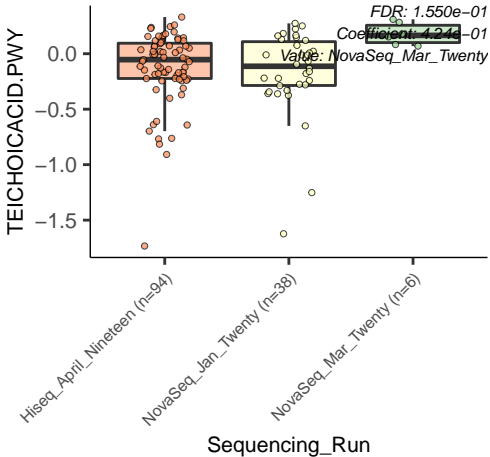 FDR: 1.550e−01
Coefficient: 4.24e−01
Value: NovaSeq_Mar_Twenty
TEICHOICACID.PWY
0.0
−0.5
−1.0
−1.5
Hiseq_April_Nineteen (n=94)
NovaSeq_Jan_Twenty (n=38)
NovaSeq_Mar_Twenty (n=6)
Sequencing_Run